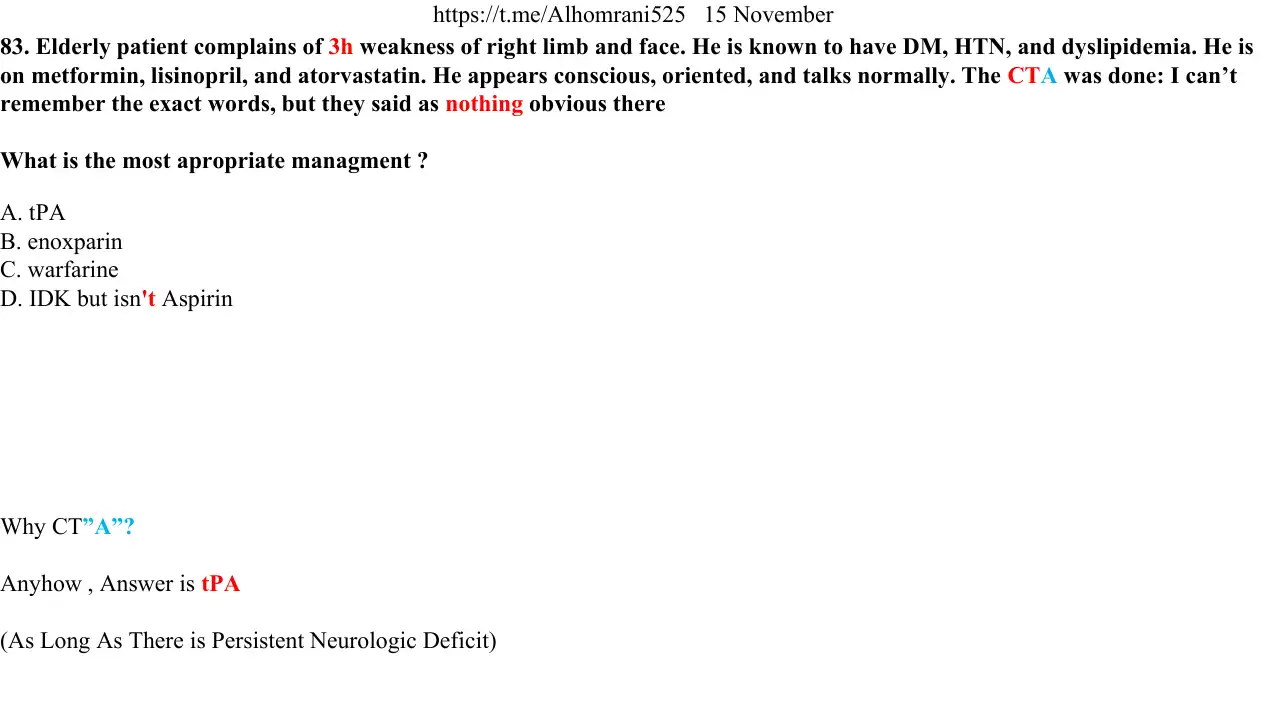 https://t.me/Alhomrani525 15 November
83. Elderly patient complains of 3h weakness of right limb and face. He is known to have DM, HTN, and dyslipidemia. He is
on metformin, lisinopril, and atorvastatin. He appears conscious, oriented, and talks normally. The CTA was done: I can’t
remember the exact words, but they said as nothing obvious there
What is the most apropriate managment ?
A. tPA
B. enoxparin
C. warfarine
D. IDK but isn't Aspirin
Why CT”A”?
Anyhow , Answer is tPA
(As Long As There is Persistent Neurologic Deficit)